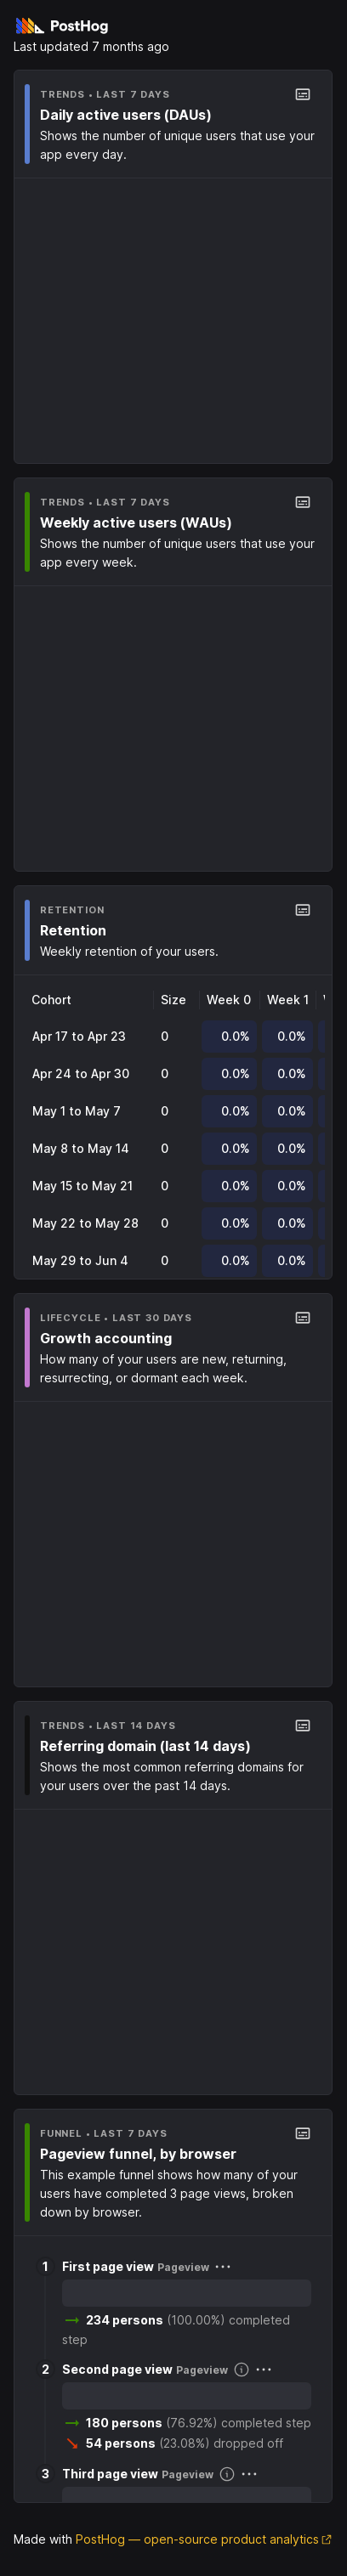 PostHog
Last updated 7 months ago
TRENDS • LAST 7 DAYS
Daily active users (DAUs)
Shows the number of unique users that use your
app every day.
TRENDS • LAST 7 DAYS
Weekly active users (WAUs)
Shows the number of unique users that use your
app every week.
RETENTION
Retention
Weekly retention of your users.
Cohort Size Week 0 Week 1
Apr 17 to Apr 23 0 0.0% 0.0%
Apr 24 to Apr 30 0 0.0% 0.0%
May 1 to May 7 0 0.0% 0.0%
May 8 to May 14 0 0.0% 0.0%
May 15 to May 21 0 0.0% 0.0%
May 22 to May 28 0 0.0% 0.0%
May 29 to Jun 4 0 0.0% 0.0%
LIFECYCLE • LAST 30 DAYS
Growth accounting
How many of your users are new, returning,
resurrecting, or dormant each week.
TRENDS • LAST 14 DAYS
Referring domain (last 14 days)
Shows the most common referring domains for
your users over the past 14 days.
FUNNEL • LAST 7 DAYS
Pageview funnel, by browser
This example funnel shows how many of your
users have completed 3 page views, broken
down by browser.
1 First page view Pageview
234 persons (100.00%) completed
step
2 Second page view Pageview
180 persons (76.92%) completed step
54 persons (23.08%) dropped off
3 Third page view Pageview
Made with PostHog — open-source product analytics